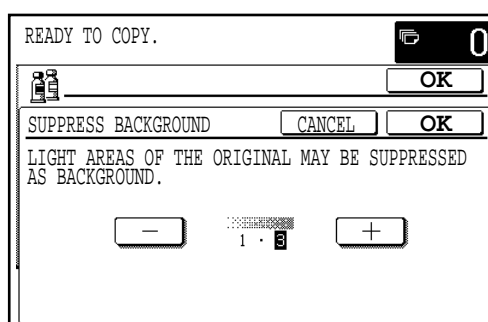 READY TO COPY. 0
OK
SUPPRESS BACKGROUND CANCEL OK
LIGHT AREAS OF THE ORIGINAL MAY BE SUPPRESSED
AS BACKGROUND.
− 1 · 3 +